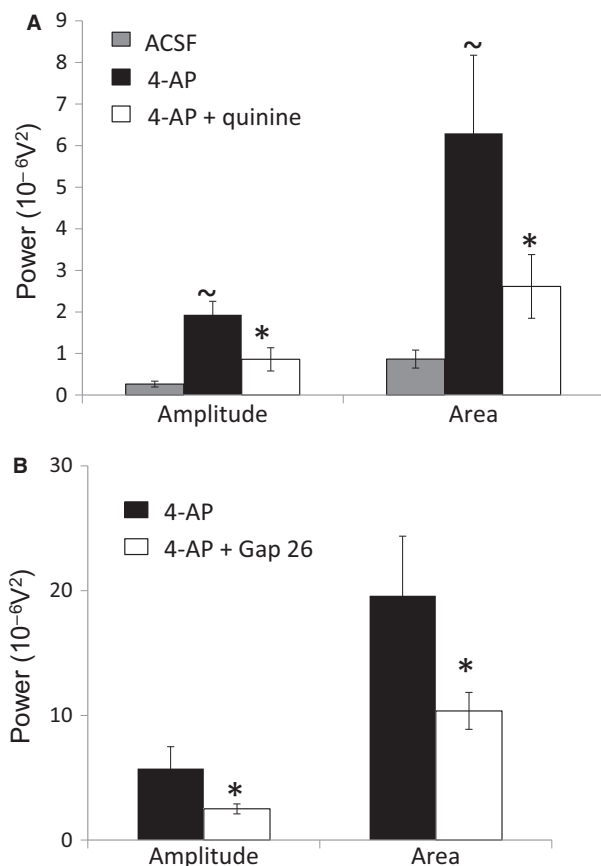 A
9
8
7
6
5
4
3
2
1
0
Power (10⁻⁶V²)
ACSF
4-AP
4-AP + quinine
~
*
~
*
Amplitude
Area
B
30
20
10
0
Power (10⁻⁶V²)
4-AP
4-AP + Gap 26
*
*
Amplitude
Area